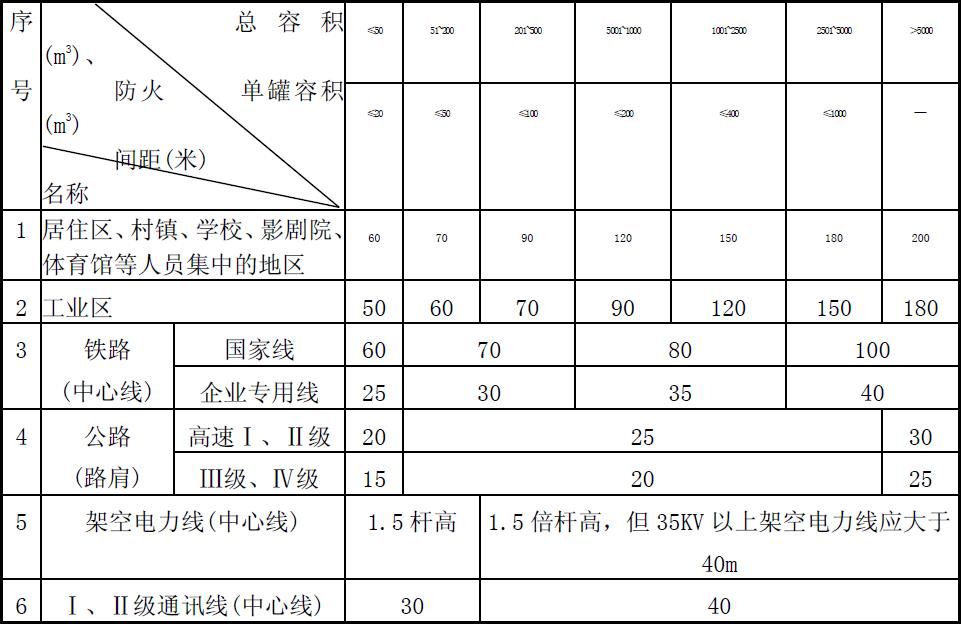 序号
总容积(m³)、
防火 单罐容积(m³)
间距(米)
名称
≤50 51~200 201~500 5001~1000 1001~2500 2501~5000 >5000
≤20 ≤50 ≤100 ≤200 ≤400 ≤1000 —
1 居住区、村镇、学校、影剧院、体育馆等人员集中的地区 60 70 90 120 150 180 200
2 工业区 50 60 70 90 120 150 180
3 铁路(中心线) 国家线 60 70 80 100
企业专用线 25 30 35 40
4 公路(路肩) 高速Ⅰ、Ⅱ级 20 25 30
Ⅲ级、Ⅳ级 15 20 25
5 架空电力线(中心线) 1.5杆高 1.5倍杆高，但35KV以上架空电力线应大于40m
6 Ⅰ、Ⅱ级通讯线(中心线) 30 40